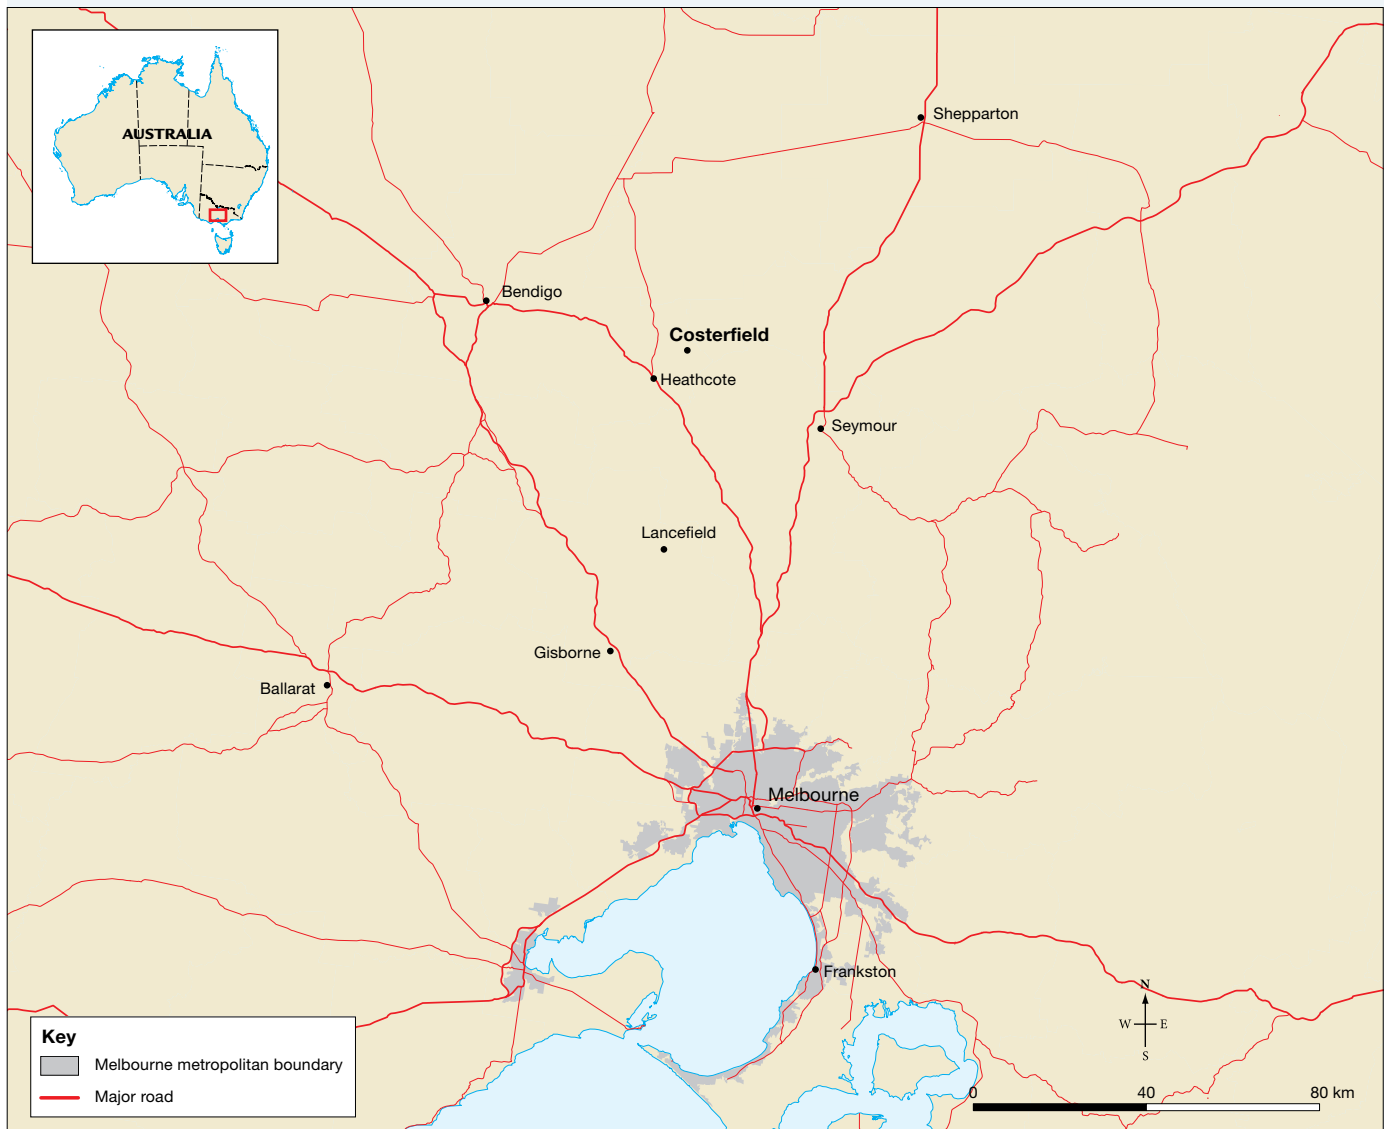 AUSTRALIA
Shepparton
Bendigo
Costerfield
Heathcote
Seymour
Lancefield
Gisborne
Ballarat
Melbourne
Frankston
N
W E
S
Key
Melbourne metropolitan boundary
Major road
0 40 80 km